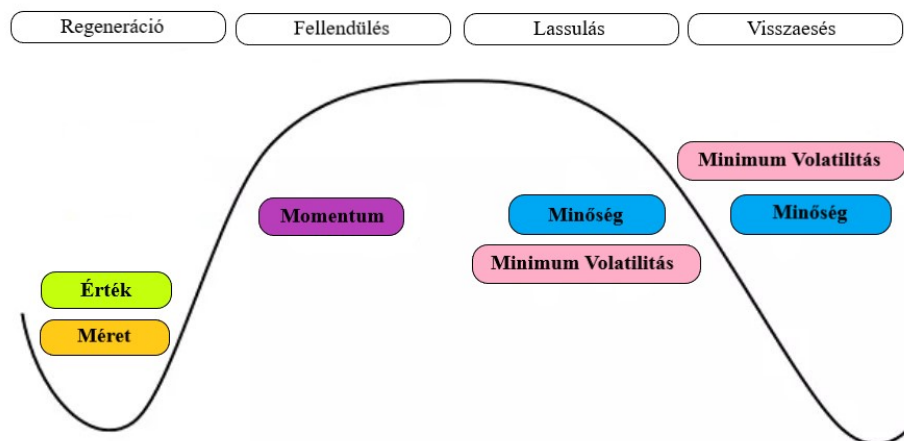 Regeneráció
Fellendülés
Lassulás
Visszaesés
Minimum Volatilitás
Momentum
Minőség
Minőség
Minimum Volatilitás
Érték
Méret